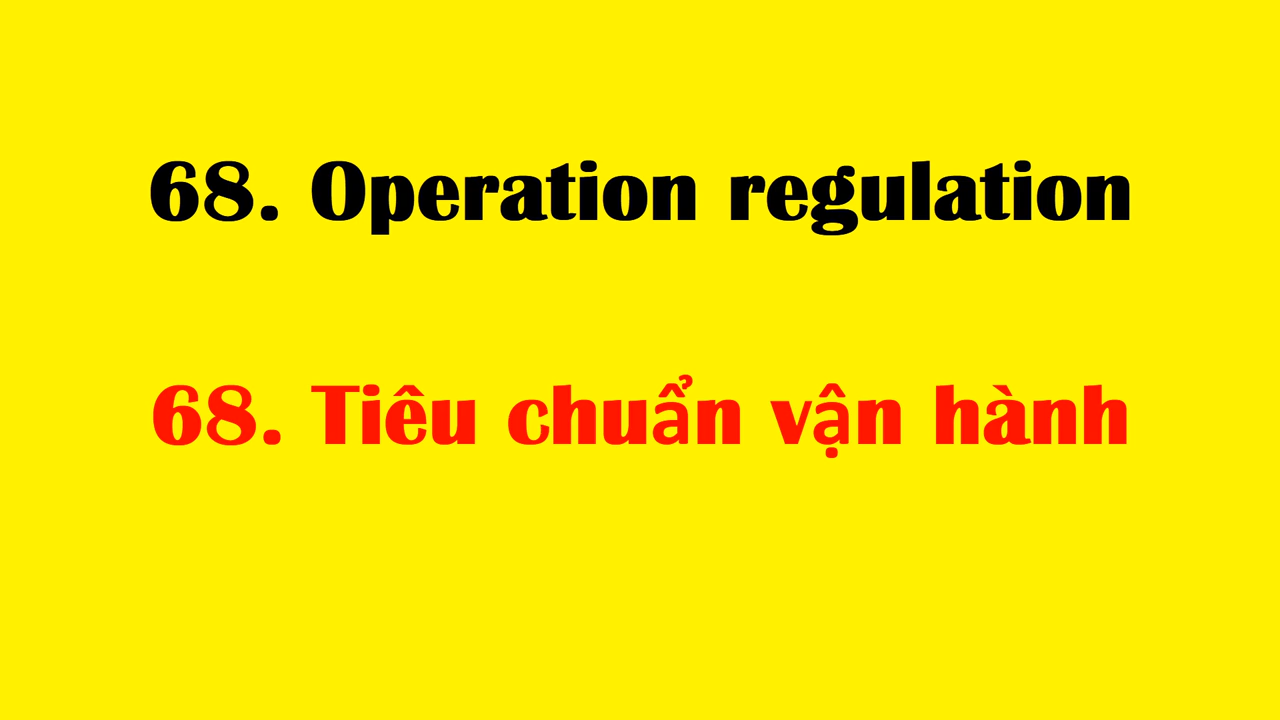 68. Operation regulation
68. Tiêu chuẩn vận hành